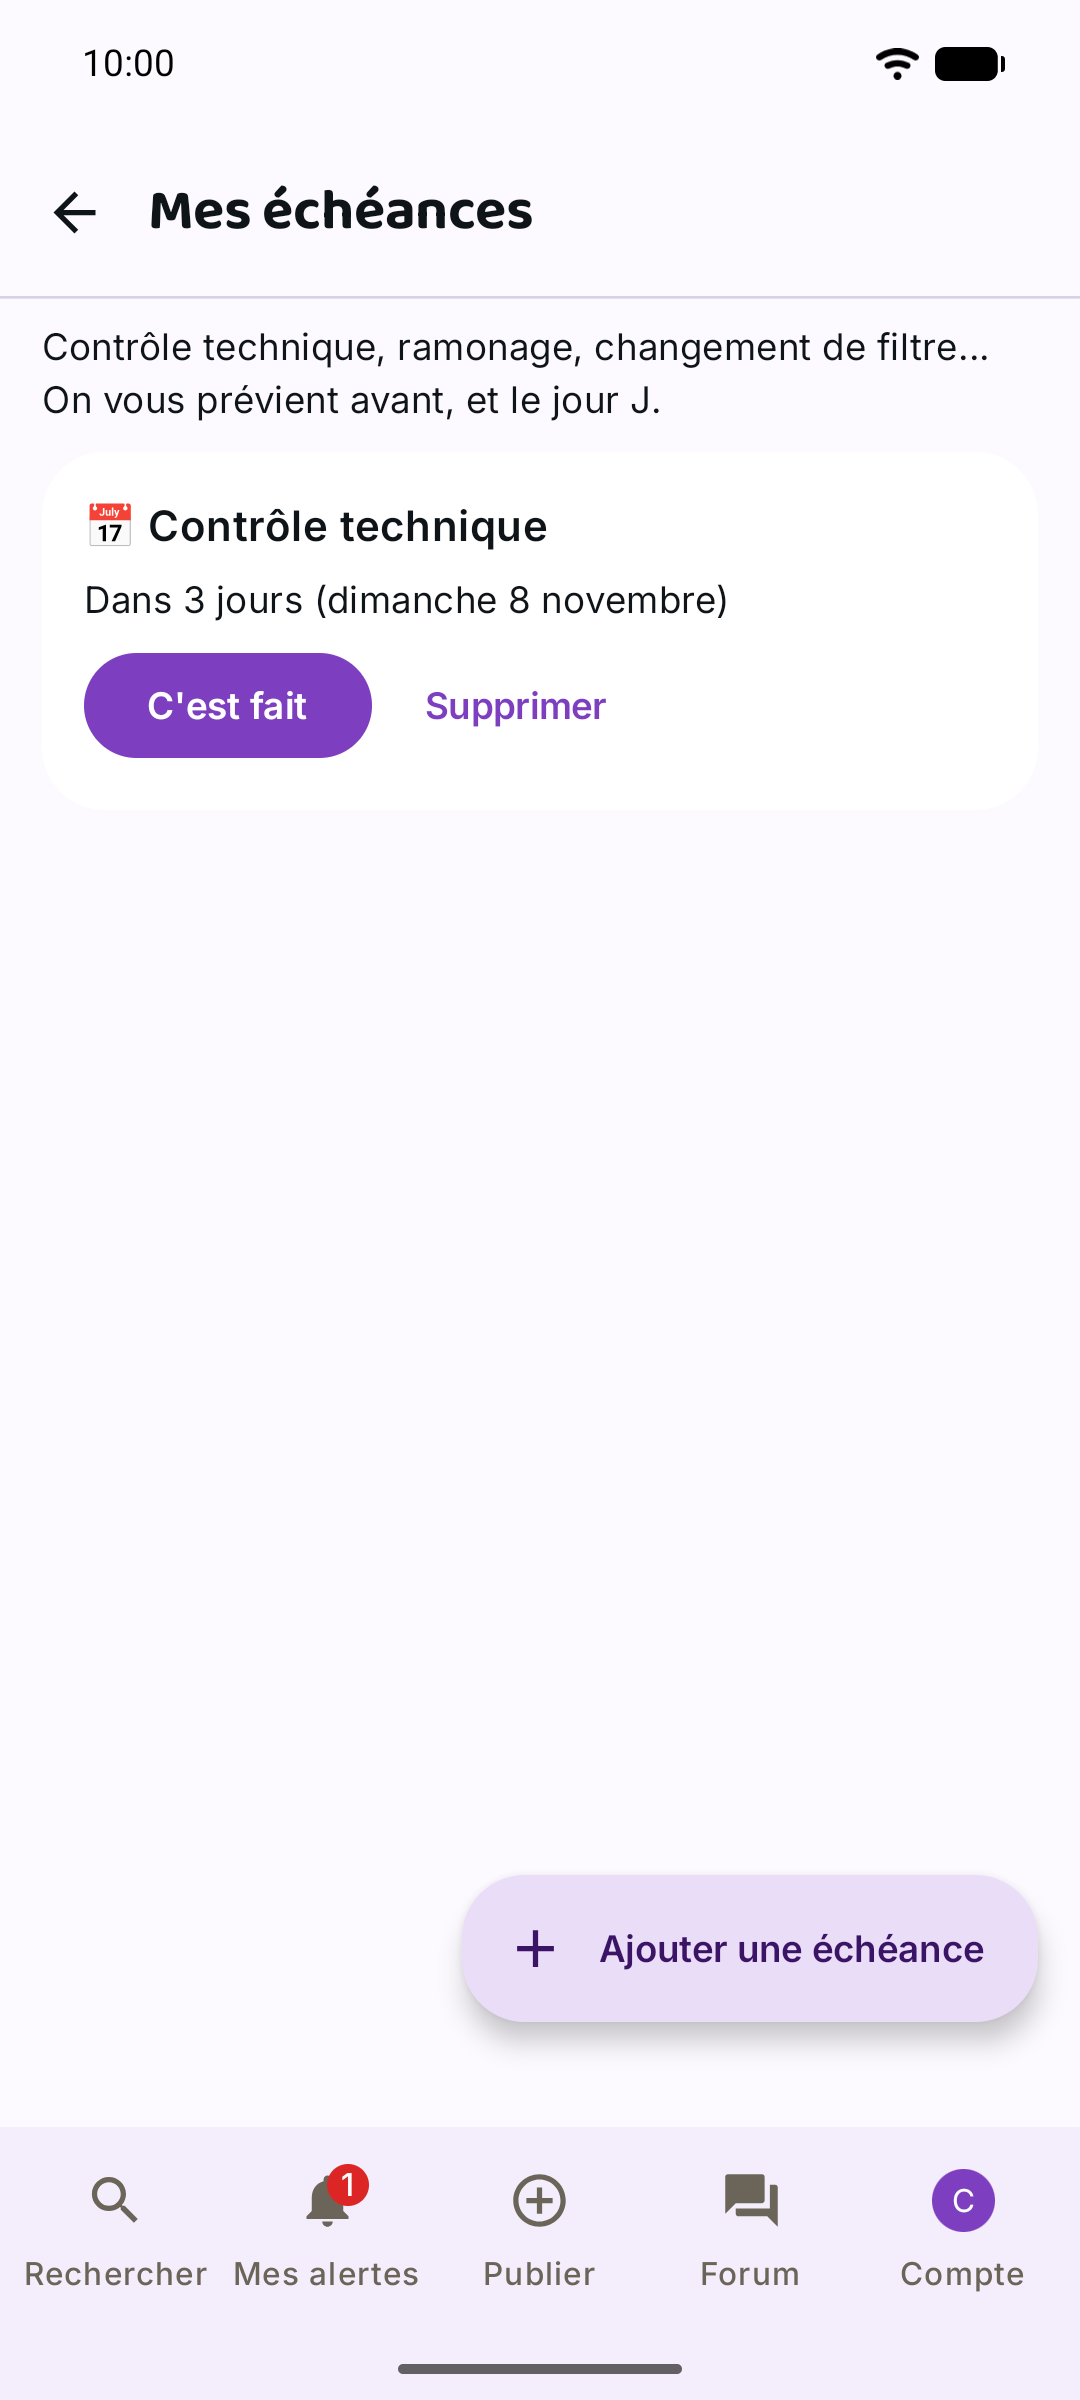 10:00
Mes échéances
Contrôle technique, ramonage, changement de filtre...
On vous prévient avant, et le jour J.
July
17
Contrôle technique
Dans 3 jours (dimanche 8 novembre)
C'est fait
Supprimer
+ Ajouter une échéance
1
C
Rechercher
Mes alertes
Publier
Forum
Compte